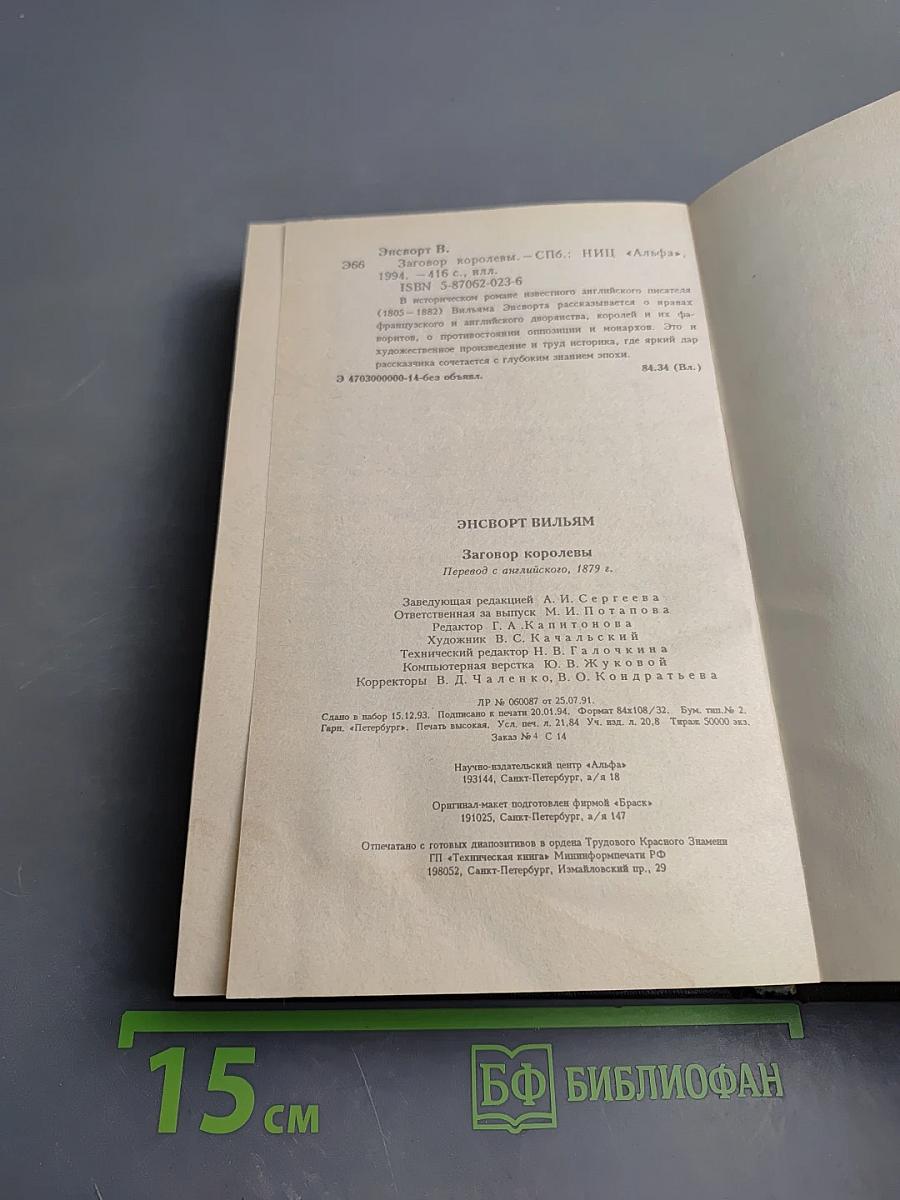 Энсворт В.
Э66 Заговор королевы. — СПб.: НИЦ «Альфа»,
1994. — 416 с., илл.
ISBN 5-87062-023-6
В историческом романе известного английского писателя
(1805 — 1882) Вильяма Энсворта рассказывается о нравах
французского и английского дворянства, королей и их фа-
воритов, о противостоянии оппозиции и монархов. Это и
художественное произведение и труд историка, где яркий дар
рассказчика сочетается с глубоким знанием эпохи.
Э 4703000000-14-без объявл. 84.34 (Вл.)
ЭНСВОРТ ВИЛЬЯМ
Заговор королевы
Перевод с английского, 1879 г.
Заведующая редакцией А. И. Сергеева
Ответственная за выпуск М. И. Потапова
Редактор Г. А. Капитонова
Художник В. С. Качальский
Технический редактор Н. В. Галочкина
Компьютерная верстка Ю. В. Жуковой
Корректоры В. Д. Чаленко, В. О. Кондратьева
ЛР № 060087 от 25.07.91.
Сдано в набор 15.12.93. Подписано к печати 20.01.94. Формат 84х108/32. Бум. тип.№ 2.
Гарн. «Петербург». Печать высокая. Усл. печ. л. 21,84 Уч. изд. л. 20,8 Тираж 50000 экз.
Заказ № 4 С 14
Научно-издательский центр «Альфа»
193144, Санкт-Петербург, а/я 18
Оригинал-макет подготовлен фирмой «Браск»
191025, Санкт-Петербург, а/я 147
Отпечатано с готовых диапозитивов в ордена Трудового Красного Знамени
ГП «Техническая книга» Мининформпечати РФ
198052, Санкт-Петербург, Измайловский пр., 29
15 см
БФ БИБЛИОФАН